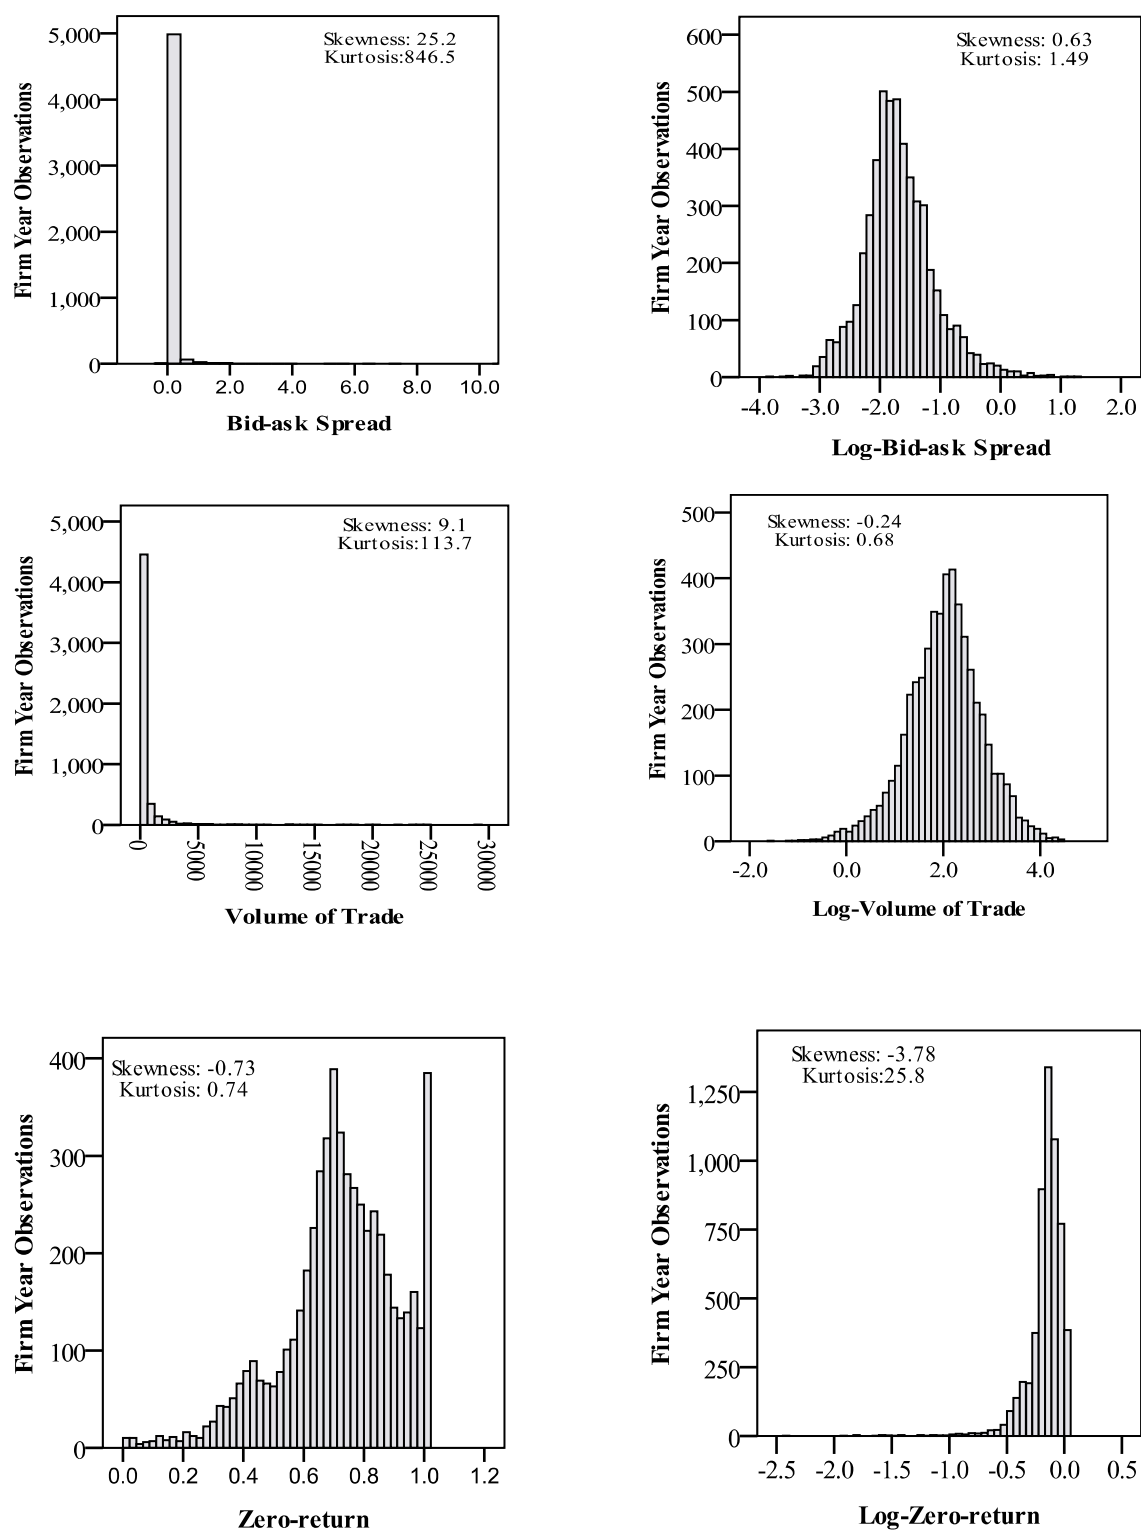 Skewness: 25.2
Kurtosis:846.5
5,000
4,000
3,000
2,000
1,000
0
Firm Year Observations
0.0 2.0 4.0 6.0 8.0 10.0
Bid-ask Spread
Skewness: 0.63
Kurtosis: 1.49
600
500
400
300
200
100
0
Firm Year Observations
-4.0 -3.0 -2.0 -1.0 0.0 1.0 2.0
Log-Bid-ask Spread
Skewness: 9.1
Kurtosis:113.7
5,000
4,000
3,000
2,000
1,000
0
Firm Year Observations
0 5000 10000 15000 20000 25000 30000
Volume of Trade
Skewness: -0.24
Kurtosis: 0.68
500
400
300
200
100
0
Firm Year Observations
-2.0 0.0 2.0 4.0
Log-Volume of Trade
Skewness: -0.73
Kurtosis: 0.74
400
300
200
100
0
Firm Year Observations
0.0 0.2 0.4 0.6 0.8 1.0 1.2
Zero-return
Skewness: -3.78
Kurtosis:25.8
1,250
1,000
750
500
250
0
Firm Year Observations
-2.5 -2.0 -1.5 -1.0 -0.5 0.0 0.5
Log-Zero-return